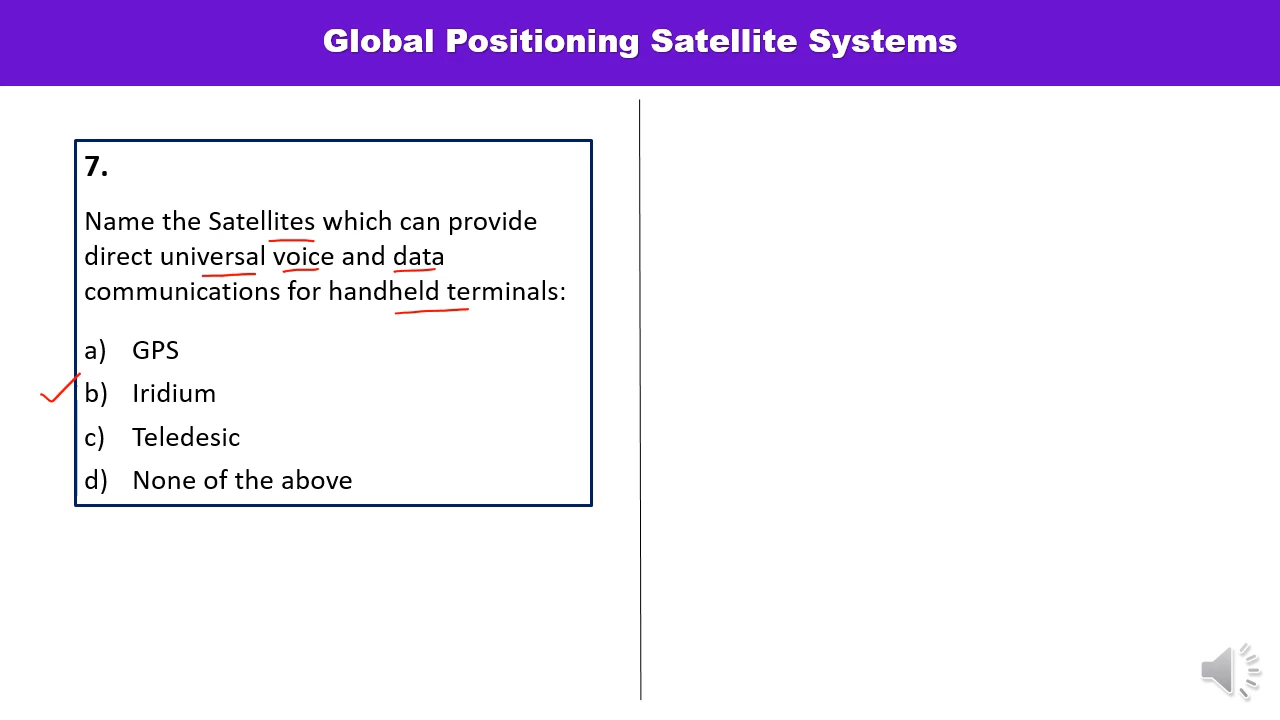 Global Positioning Satellite Systems
7.
Name the Satellites which can provide
direct universal voice and data
communications for handheld terminals:
a) GPS
b) Iridium
c) Teledesic
d) None of the above